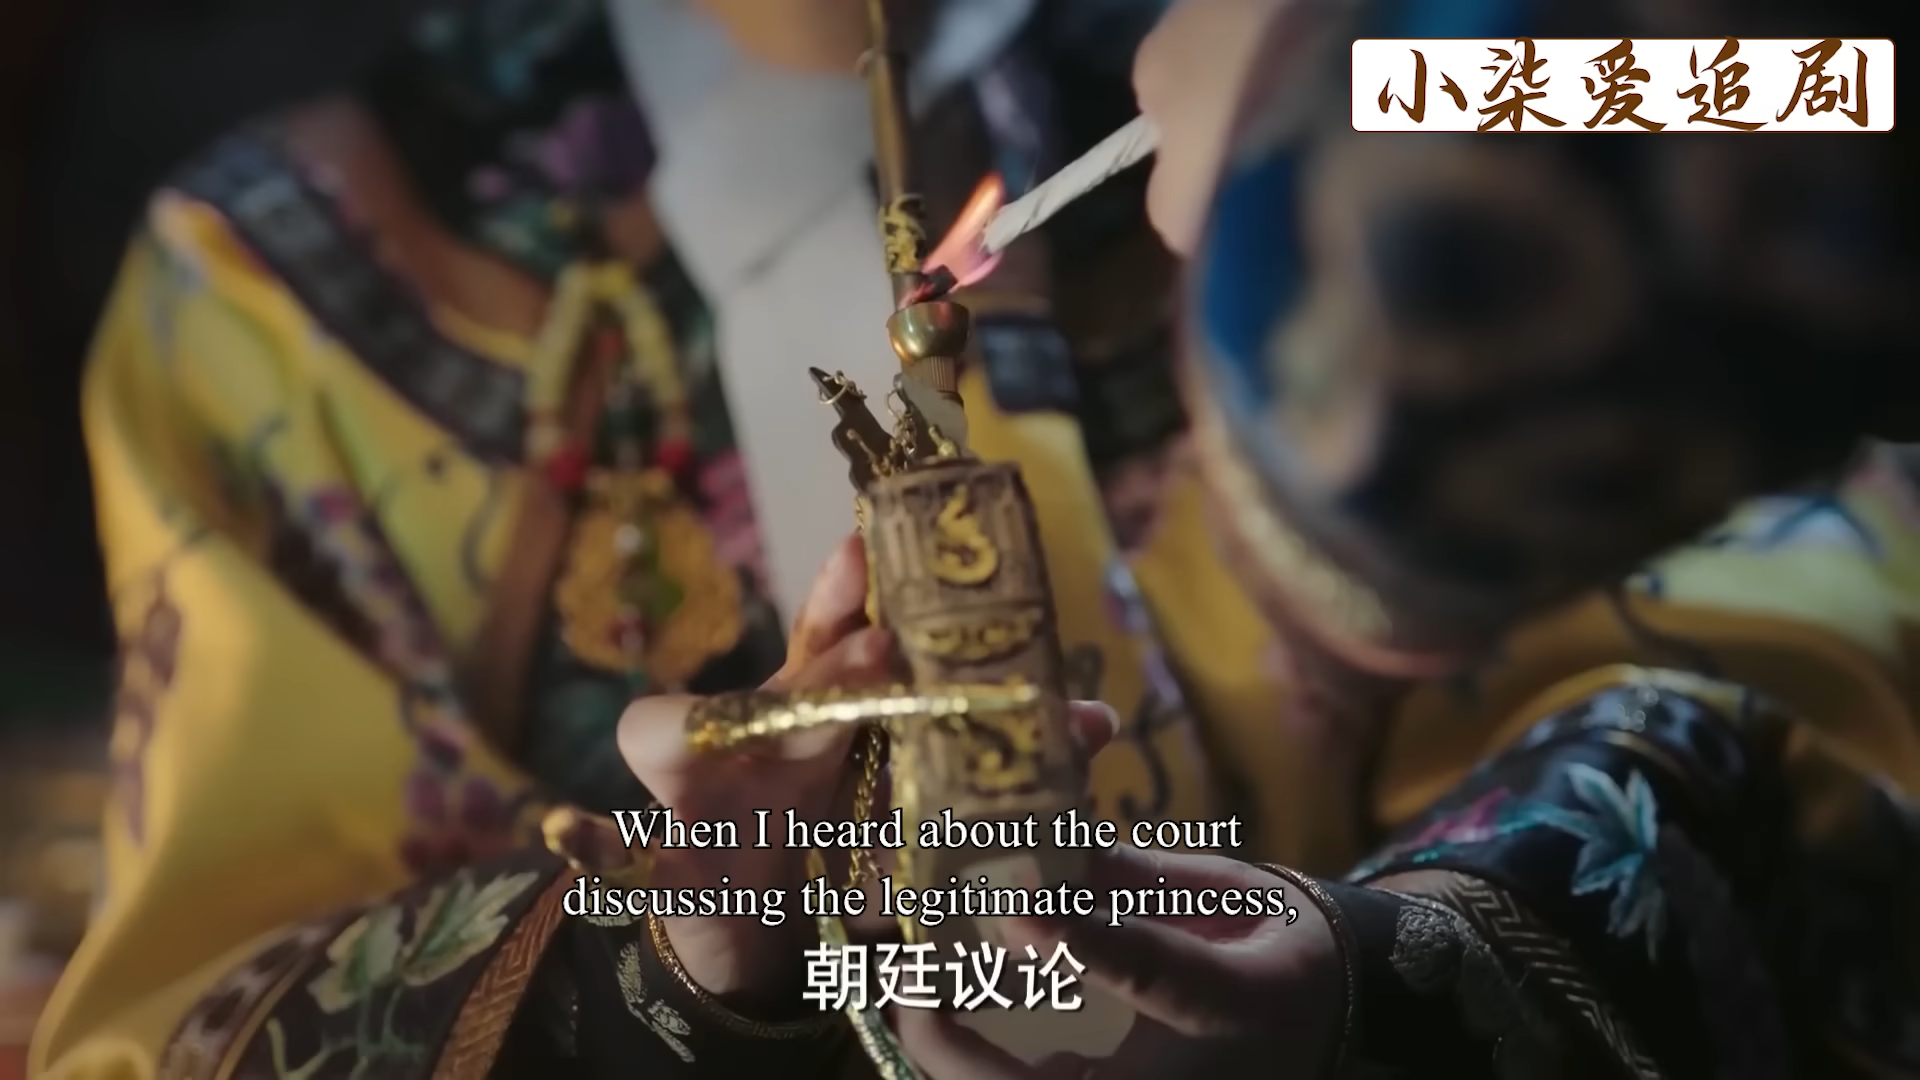 小柒爱追剧
When I heard about the court
discussing the legitimate princess,
朝廷议论